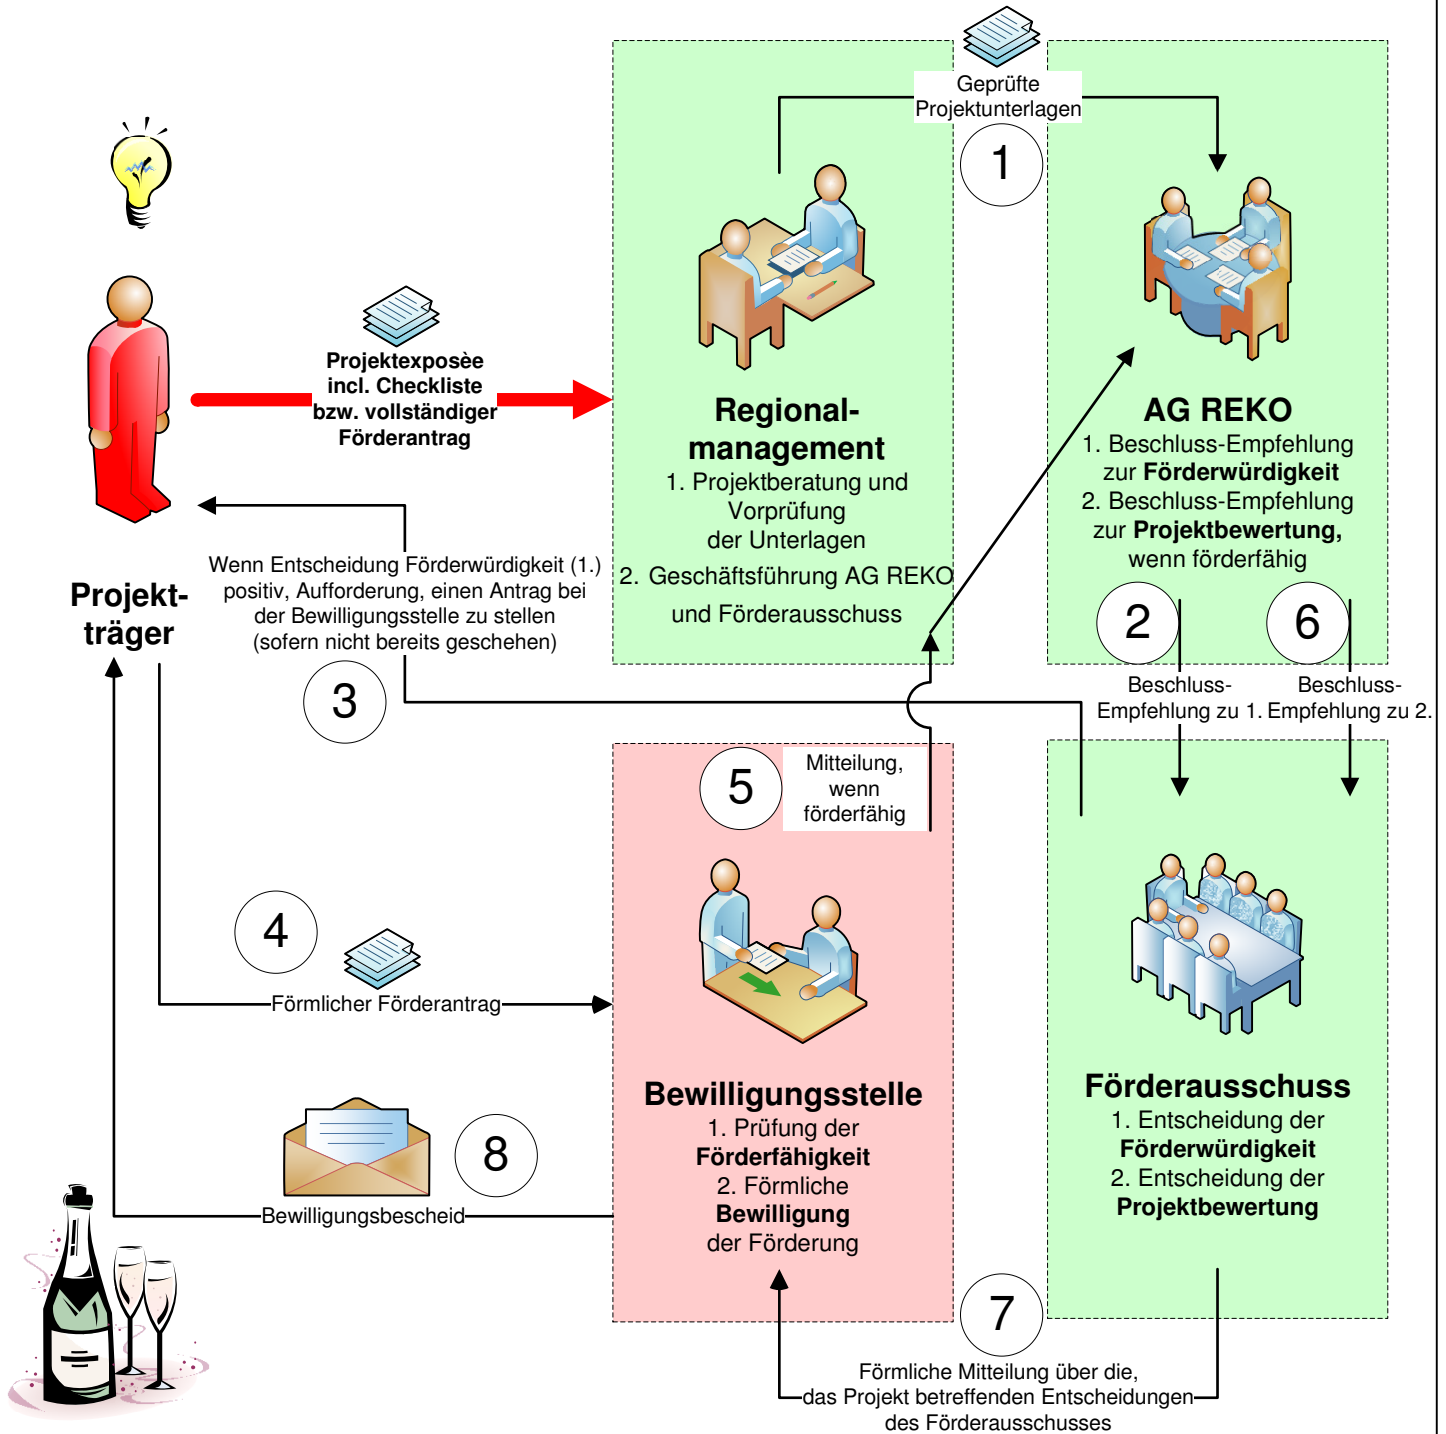 Geprüfte
Projektunterlagen
1
Projektexposèe
incl. Checkliste
bzw. vollständiger
Förderantrag
Regional-
management
1. Projektberatung und
Vorprüfung
der Unterlagen
2. Geschäftsführung AG REKO
und Förderausschuss
AG REKO
1. Beschluss-Empfehlung
zur Förderwürdigkeit
2. Beschluss-Empfehlung
zur Projektbewertung,
wenn förderfähig
Projekt-
träger
Wenn Entscheidung Förderwürdigkeit (1.)
positiv, Aufforderung, einen Antrag bei
der Bewilligungsstelle zu stellen
(sofern nicht bereits geschehen)
3
2
6
Beschluss-
Empfehlung zu 1.
Beschluss-
Empfehlung zu 2.
5
Mitteilung,
wenn
förderfähig
4
Förmlicher Förderantrag
Bewilligungsstelle
1. Prüfung der
Förderfähigkeit
2. Förmliche
Bewilligung
der Förderung
Förderausschuss
1. Entscheidung der
Förderwürdigkeit
2. Entscheidung der
Projektbewertung
8
Bewilligungsbescheid
7
Förmliche Mitteilung über die,
das Projekt betreffenden Entscheidungen
des Förderausschusses